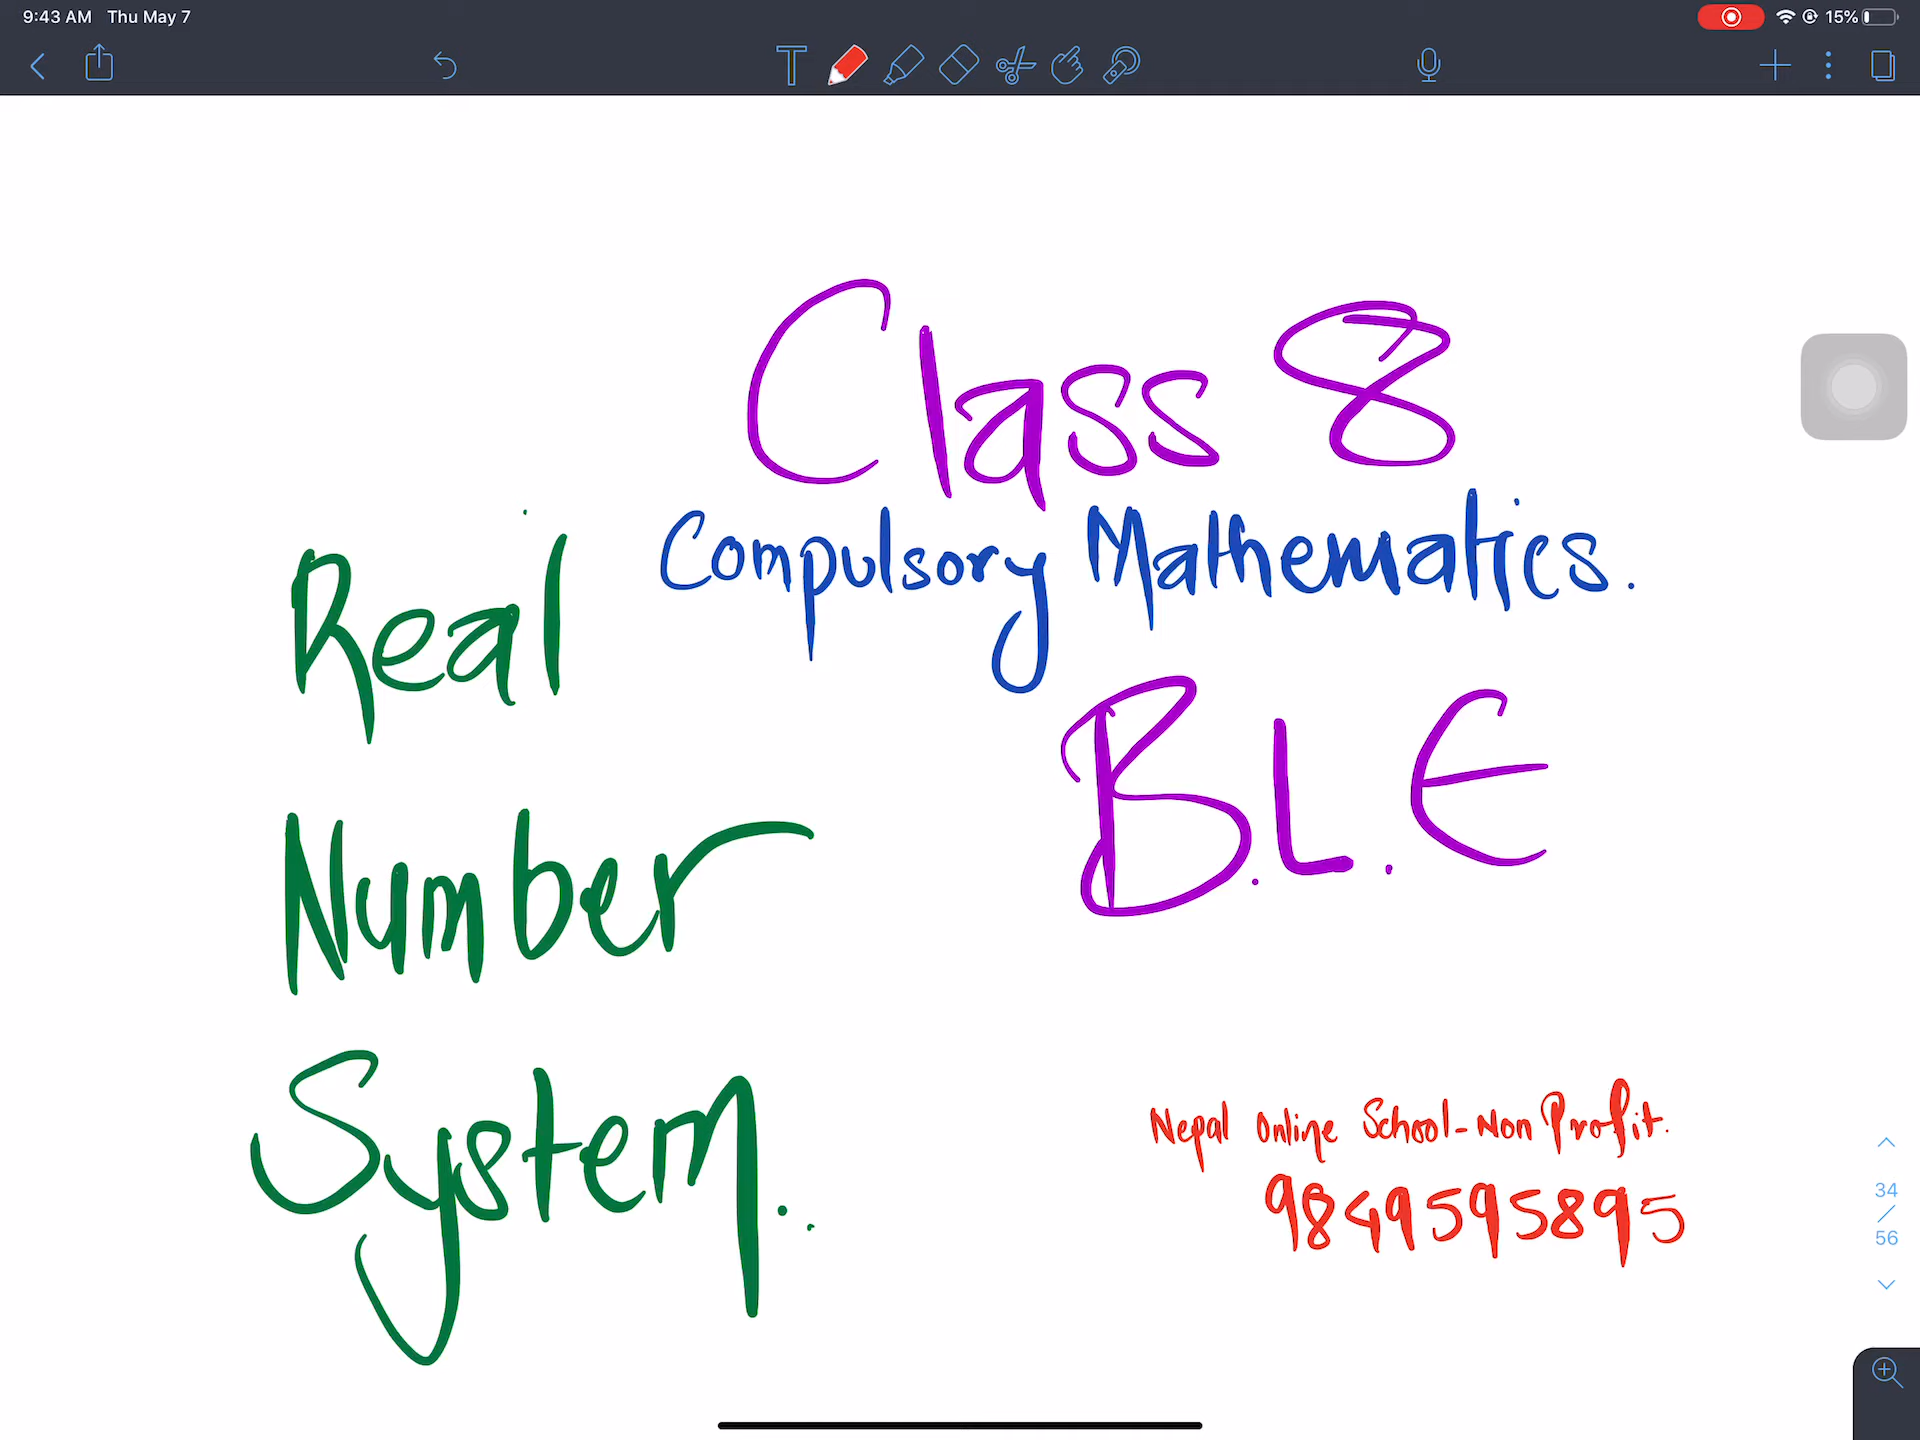 9:43 AM Thu May 7
15%
Class 8
Compulsory Mathematics.
Real
Number
System..
B.L.E
Nepal Online School-Non Profit.
9849595895
34
/
56